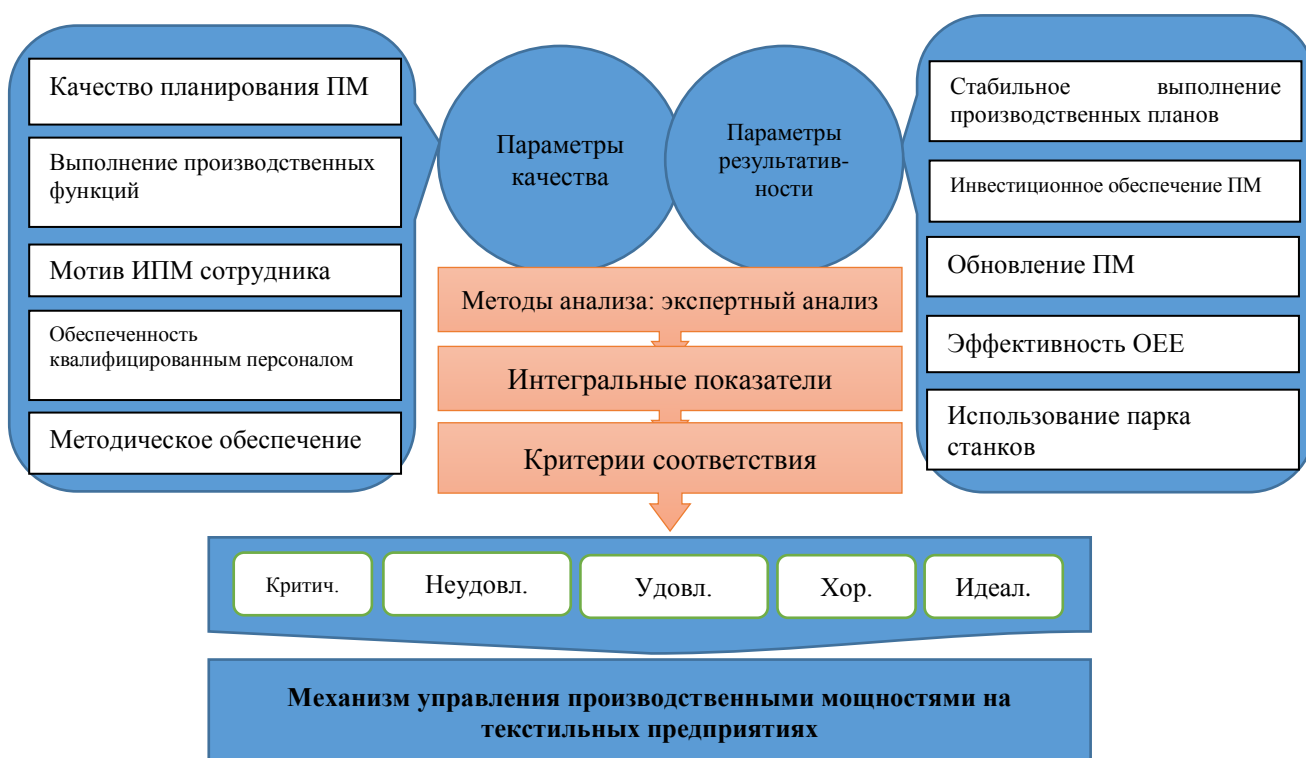 Качество планирования ПМ
Выполнение производственных
функций
Мотив ИПМ сотрудника
Обеспеченность
квалифицированным персоналом
Методическое обеспечение
Параметры
качества
Параметры
результатив-
ности
Стабильное выполнение
производственных планов
Инвестиционное обеспечение ПМ
Обновление ПМ
Эффективность ОЕЕ
Использование парка
станков
Методы анализа: экспертный анализ
Интегральные показатели
Критерии соответствия
Критич.
Неудовл.
Удовл.
Хор.
Идеал.
Механизм управления производственными мощностями на
текстильных предприятиях